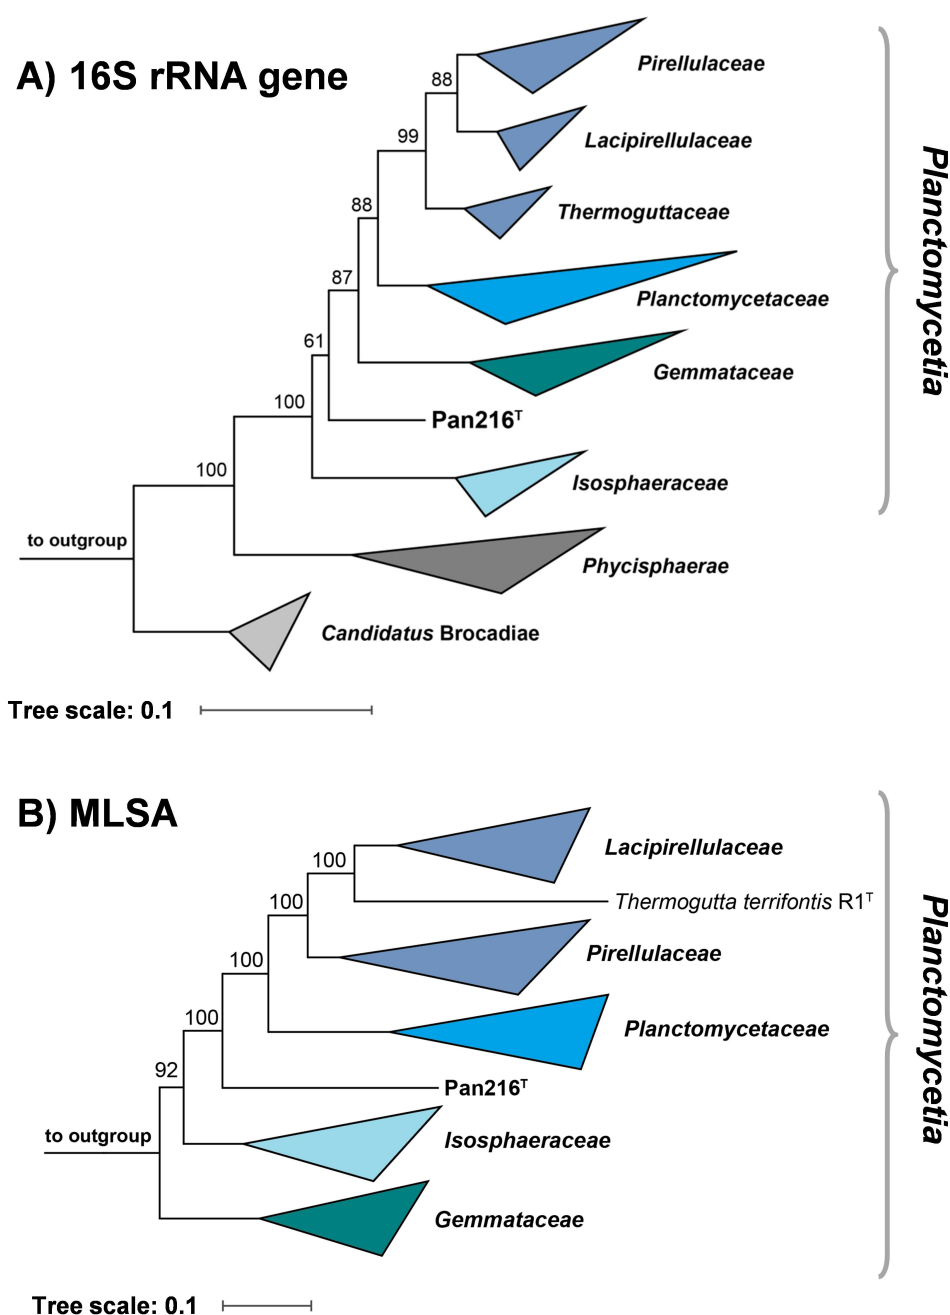 A) 16S rRNA gene
Pirellulaceae
88
Lacipirellulaceae
99
Thermoguttaceae
88
Planctomycetaceae
87
Gemmataceae
61
Pan216ᵀ
100
Isosphaeraceae
100
Phycisphaerae
to outgroup
Candidatus Brocadiae
Planctomycetia
Tree scale: 0.1
B) MLSA
Lacipirellulaceae
100
Thermogutta terrifontis R1ᵀ
100
Pirellulaceae
100
Planctomycetaceae
100
Pan216ᵀ
92
Isosphaeraceae
to outgroup
Gemmataceae
Planctomycetia
Tree scale: 0.1